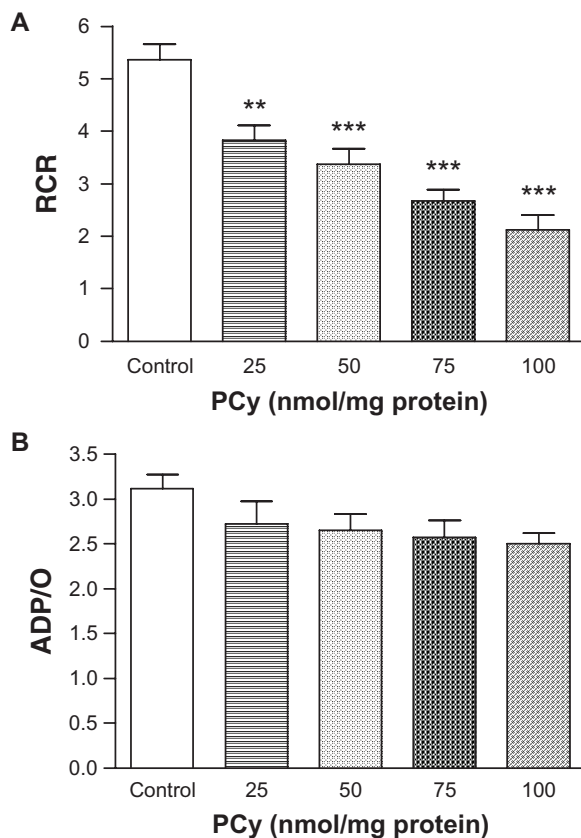 A
RCR
6
5
4
3
2
1
0
**
***
***
***
Control 25 50 75 100
PCy (nmol/mg protein)
B
ADP/O
3.5
3.0
2.5
2.0
1.5
1.0
0.5
0.0
Control 25 50 75 100
PCy (nmol/mg protein)